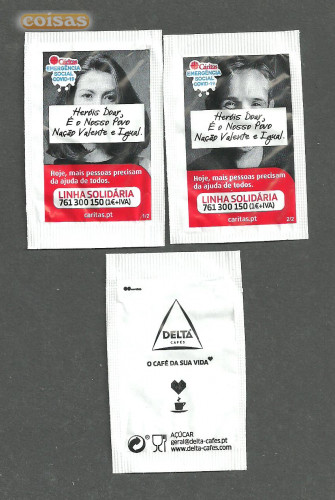 coisas
Cáritas
EMERGÊNCIA
SOCIAL
COVID-19
Heróis Doar,
É o Nosso Povo
Nação Valente e Igual.
Hoje, mais pessoas precisam
da ajuda de todos.
LINHA SOLIDÁRIA
761 300 150 (1€+IVA)
caritas.pt
1/2
Cáritas
EMERGÊNCIA
SOCIAL
COVID-19
Heróis Doar,
É o Nosso Povo
Nação Valente e Igual.
Hoje, mais pessoas precisam
da ajuda de todos.
LINHA SOLIDÁRIA
761 300 150 (1€+IVA)
caritas.pt
2/2
DELTA
CAFÉS
O CAFÉ DA SUA VIDA
AÇÚCAR
geral@delta-cafes.pt
www.delta-cafes.com